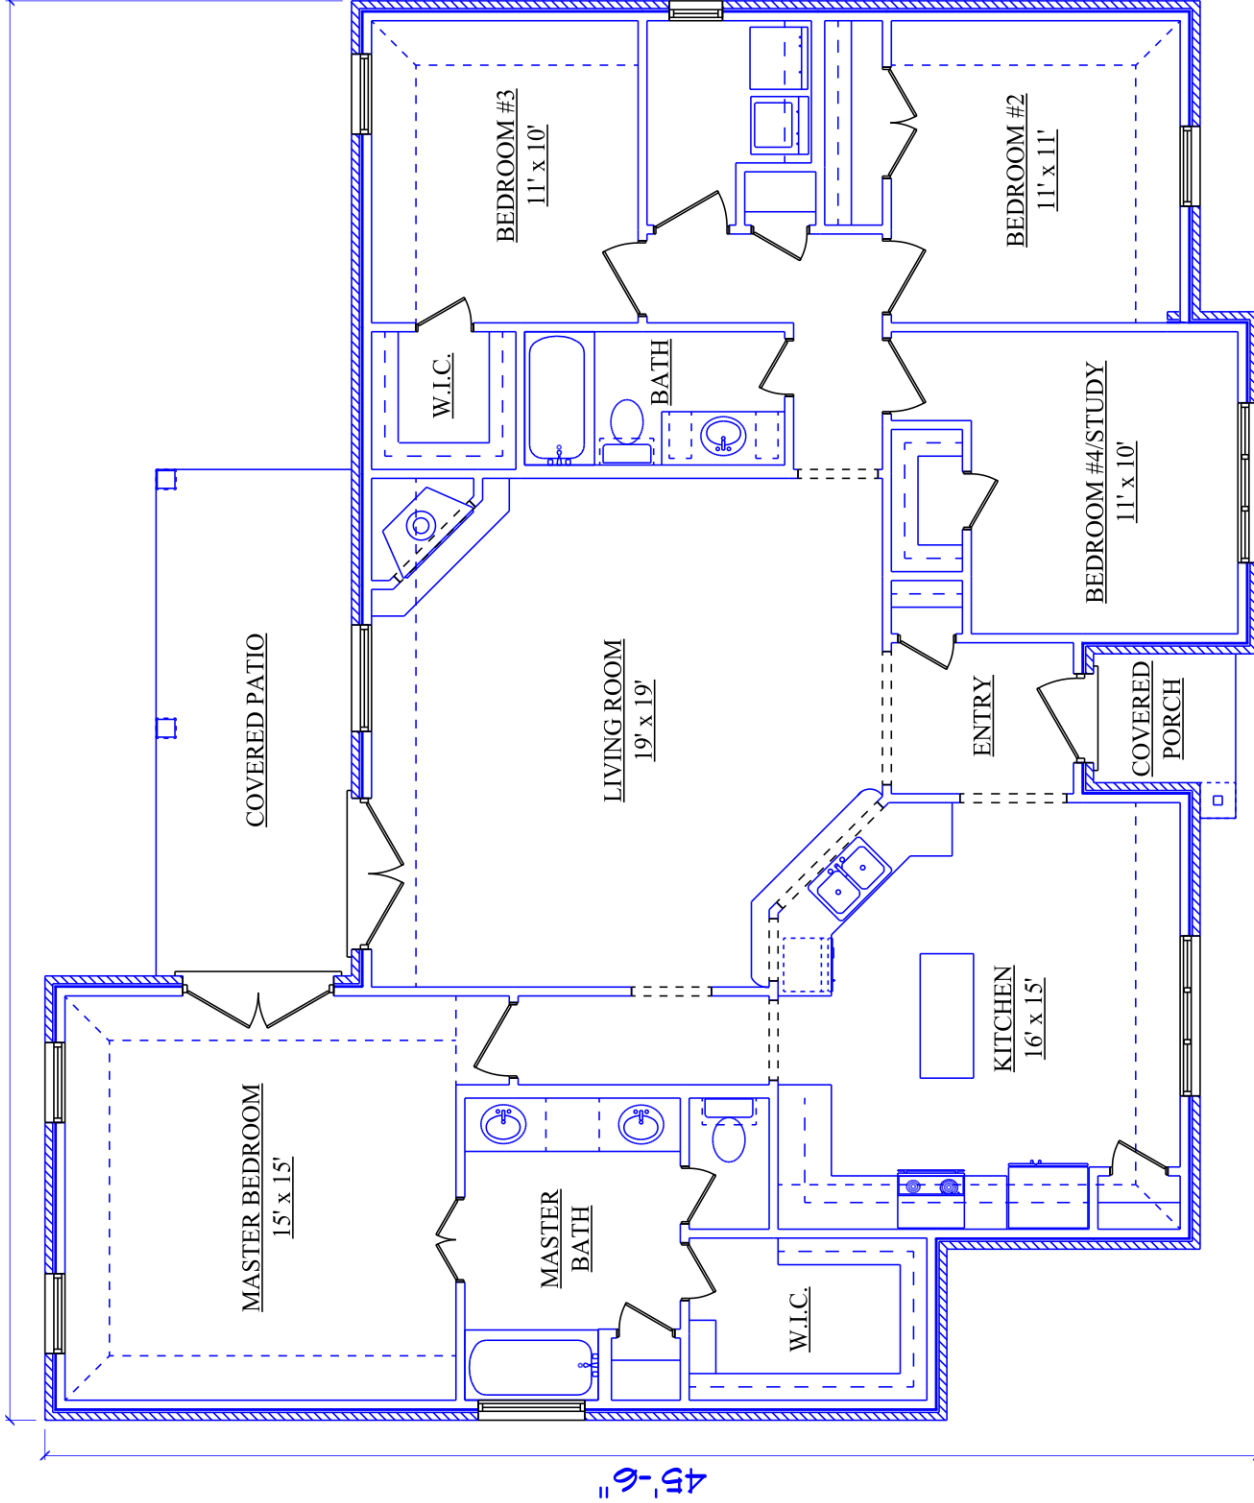 MASTER BEDROOM
15' x 15'
COVERED PATIO
W.I.C.
BEDROOM #3
11' x 10'
MASTER
BATH
LIVING ROOM
19' x 19'
BATH
W.I.C.
KITCHEN
16' x 15'
ENTRY
COVERED
PORCH
BEDROOM #4/STUDY
11' x 10'
BEDROOM #2
11' x 11'
45'-6"